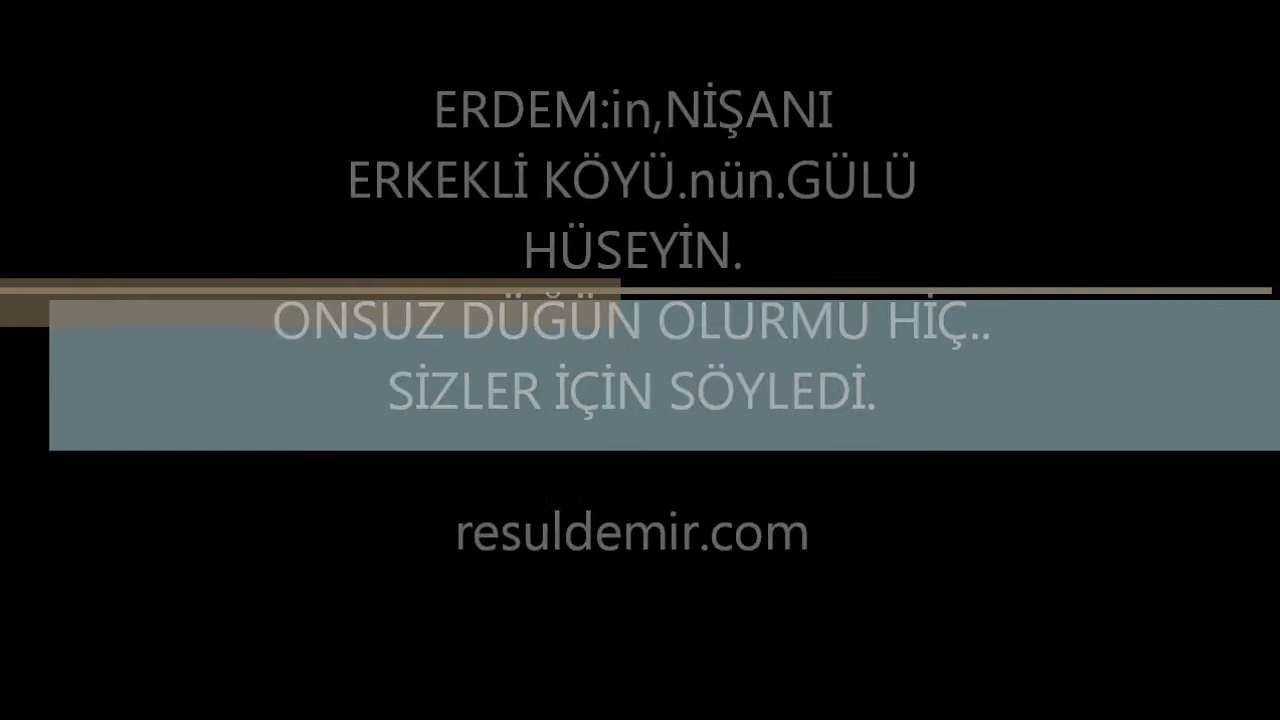 ERDEM:in,NİŞANI
ERKEKLİ KÖYÜ.nün.GÜLÜ
HÜSEYİN.
ONSUZ DÜĞÜN OLURMU HİÇ..
SİZLER İÇİN SÖYLEDİ.
resuldemir.com